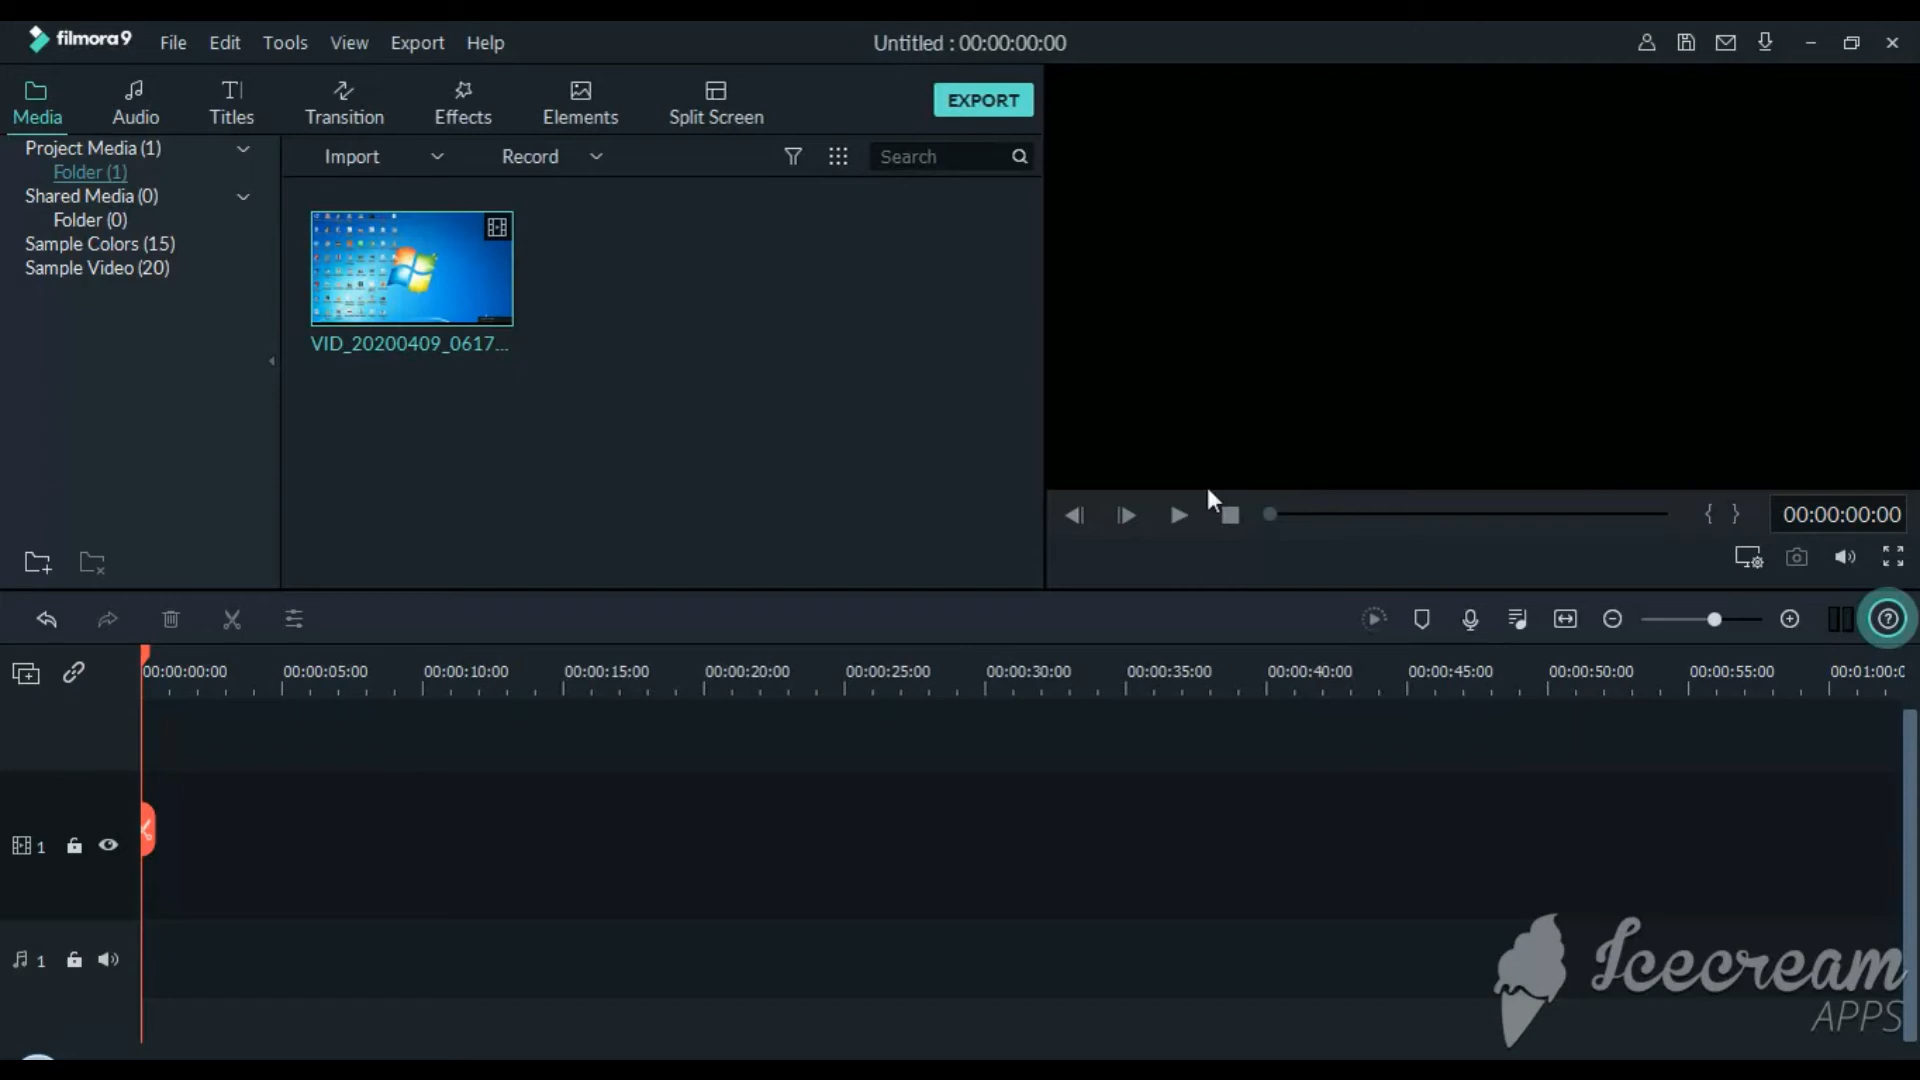 filmora9
File Edit Tools View Export Help
Untitled : 00:00:00:00
Media Audio Titles Transition Effects Elements Split Screen
EXPORT
Project Media (1)
Folder (1)
Shared Media (0)
Folder (0)
Sample Colors (15)
Sample Video (20)
Import Record Search
VID_20200409_0617...
00:00:00:00
00:00:00:00 00:00:05:00 00:00:10:00 00:00:15:00 00:00:20:00 00:00:25:00 00:00:30:00 00:00:35:00 00:00:40:00 00:00:45:00 00:00:50:00 00:00:55:00 00:01:00:0
1
1
Icecream
APPS